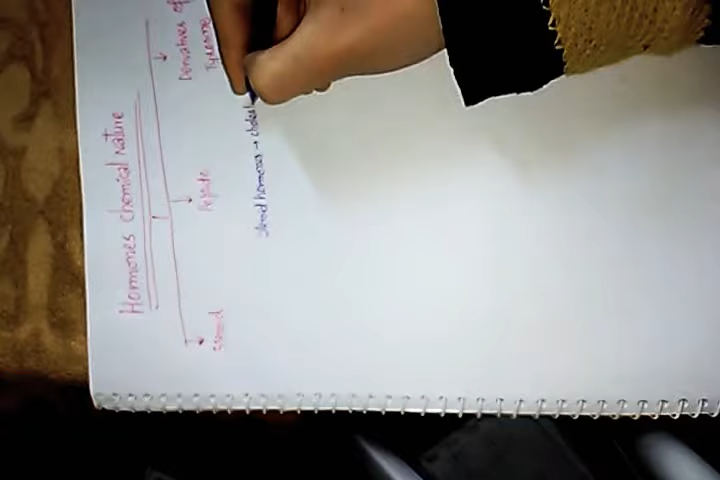 Hormones Chemical Nature
Steroid Peptide Derivatives of
Tyrosine
Steroid hormones → cholest